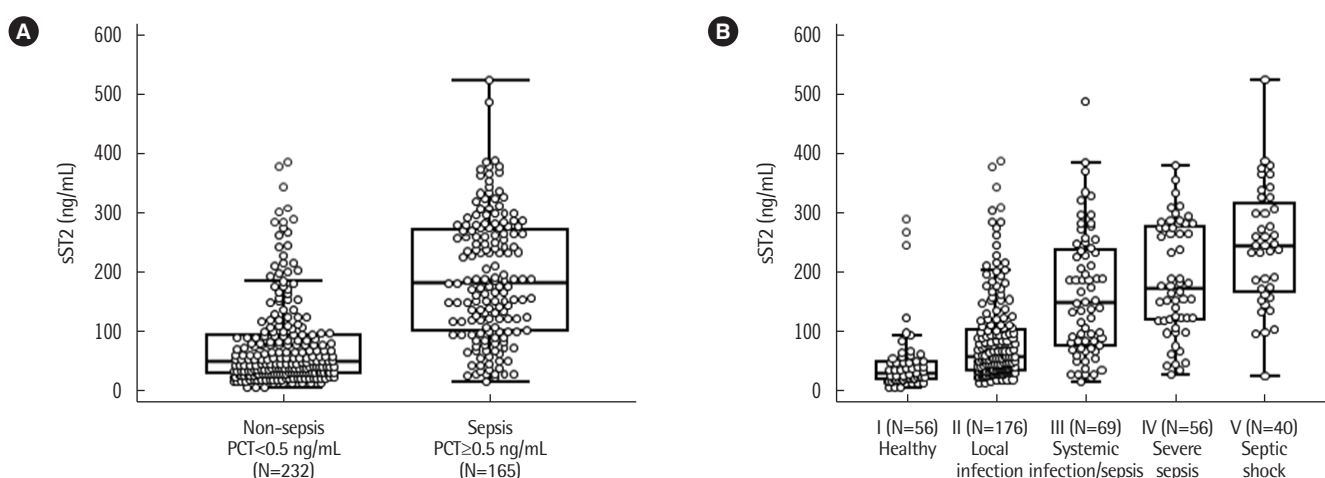 A
600
500
400
300
200
100
0
sST2 (ng/mL)
Non-sepsis
PCT<0.5 ng/mL
(N=232)
Sepsis
PCT≥0.5 ng/mL
(N=165)
B
600
500
400
300
200
100
0
sST2 (ng/mL)
I (N=56)
Healthy
II (N=176)
Local
infection
III (N=69)
Systemic
infection/sepsis
IV (N=56)
Severe
sepsis
V (N=40)
Septic
shock